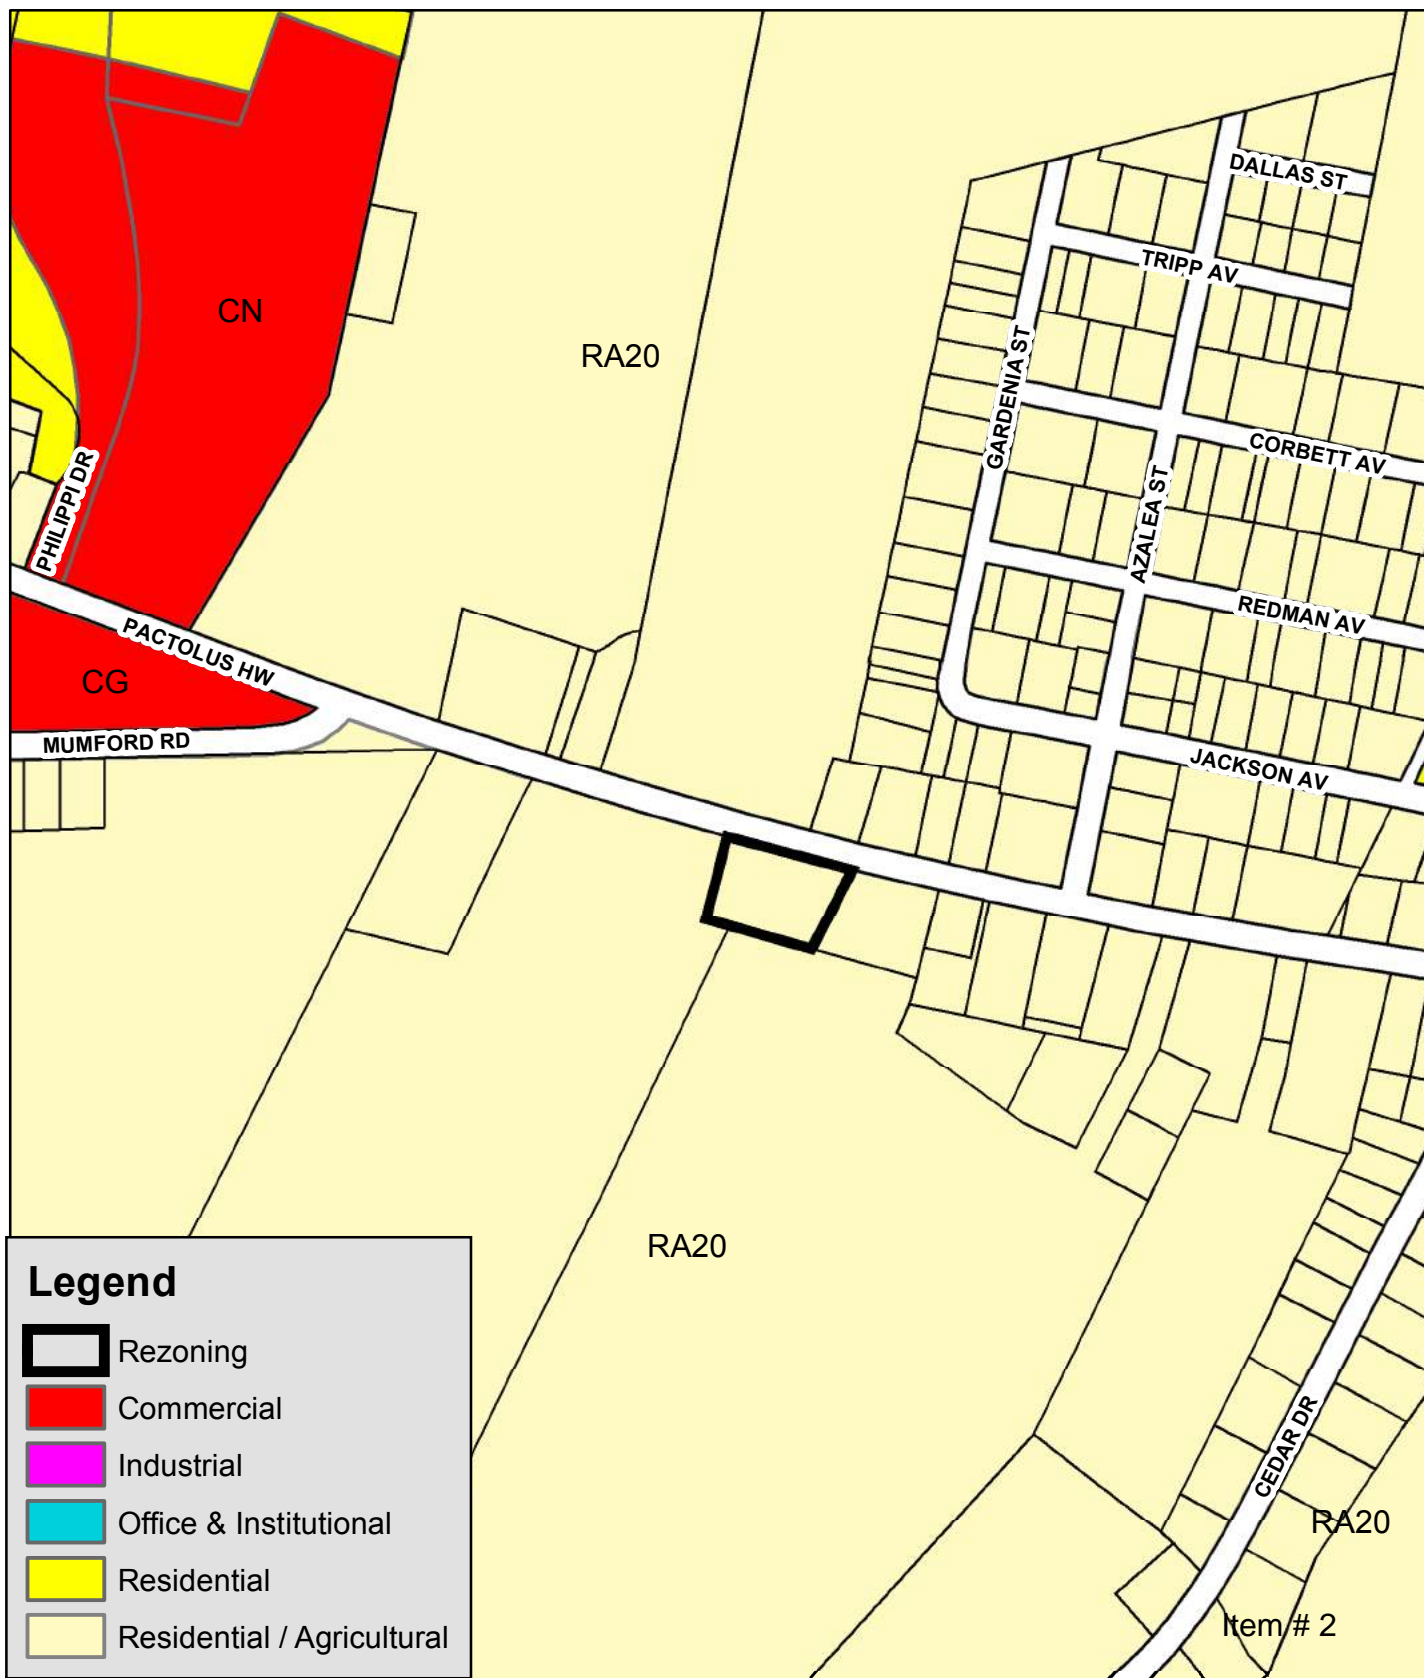 DALLAS ST
TRIPP AV
CN
RA20
GARDENIA ST
CORBETT AV
PHILIPPI DR
AZALEA ST
REDMAN AV
PACTOLUS HW
CG
MUMFORD RD
JACKSON AV
RA20
Legend
Rezoning
Commercial
Industrial
Office & Institutional
Residential
Residential / Agricultural
CEDAR DR
RA20
Item # 2